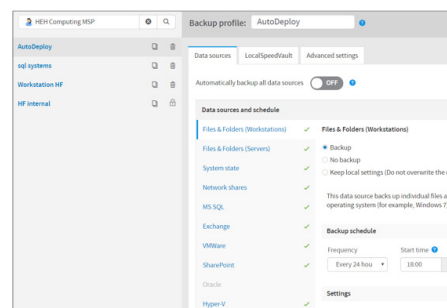 HEH Computing MSP
Backup profile: AutoDeploy
AutoDeploy
sql systems
Workstation HF
HF internal
Data sources
LocalSpeedVault
Advanced settings
Automatically backup all data sources OFF
Data sources and schedule
Files & Folders (Workstations)
Files & Folders (Servers)
System state
Network shares
MS SQL
Exchange
VMWare
SharePoint
Oracle
Hyper-V
Files & Folders (Workstations)
Backup
No backup
Keep local settings (Do not overwrite the
This data source backs up individual files a
operating system (for example, Windows 7
Backup schedule
Frequency
Start time
Every 24 hou
18:00
Settings